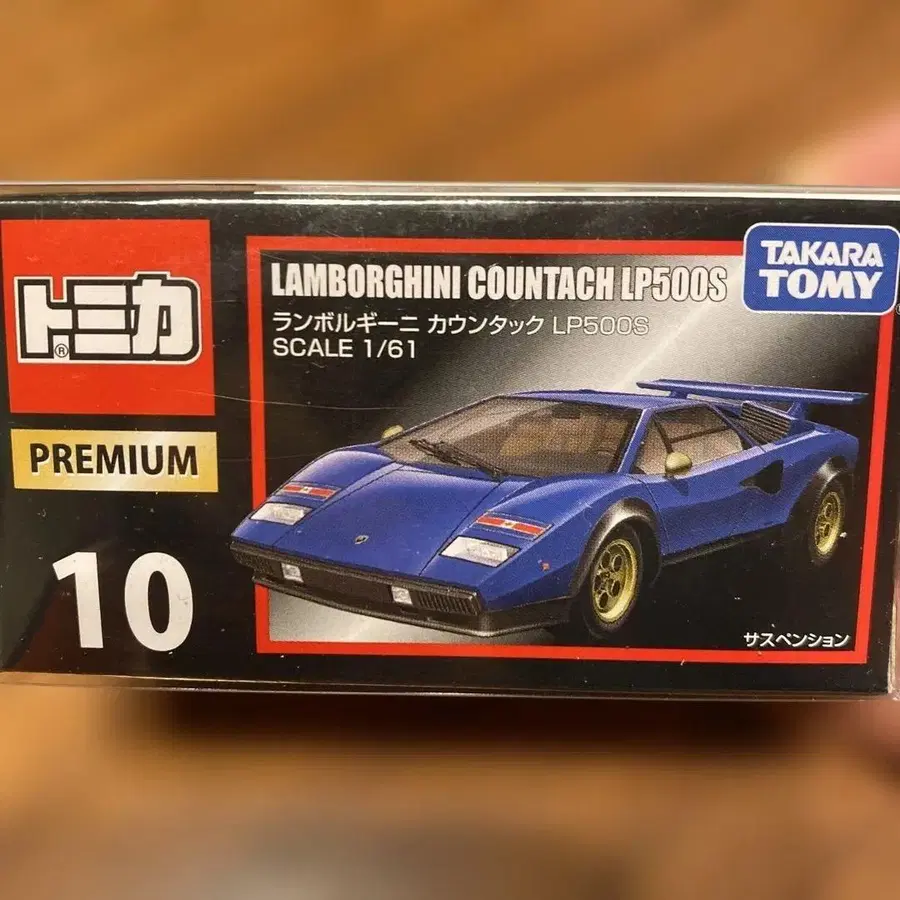 トミカ®
PREMIUM
10
LAMBORGHINI COUNTACH LP500S
ランボルギーニ カウンタック LP500S
SCALE 1/61
TAKARA
TOMY
®
サスペンション